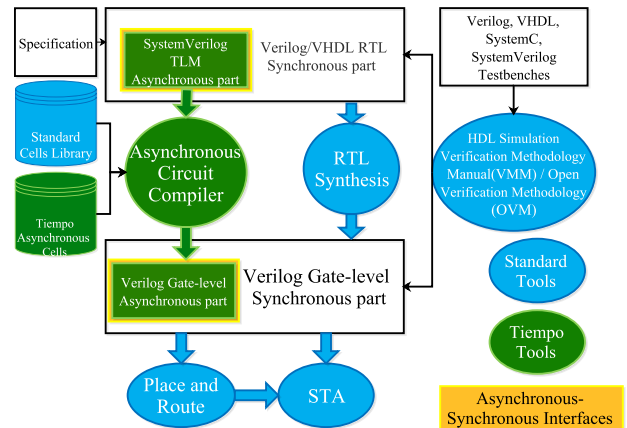 Specification
SystemVerilog
TLM
Asynchronous part
Verilog/VHDL RTL
Synchronous part
Verilog, VHDL,
SystemC,
SystemVerilog
Testbenches
Standard
Cells Library
Tiempo
Asynchronous
Cells
Asynchronous
Circuit
Compiler
RTL
Synthesis
HDL Simulation
Verification Methodology
Manual(VMM) / Open
Verification Methodology
(OVM)
Verilog Gate-level
Asynchronous part
Verilog Gate-level
Synchronous part
Standard
Tools
Tiempo
Tools
Place and
Route
STA
Asynchronous-
Synchronous Interfaces